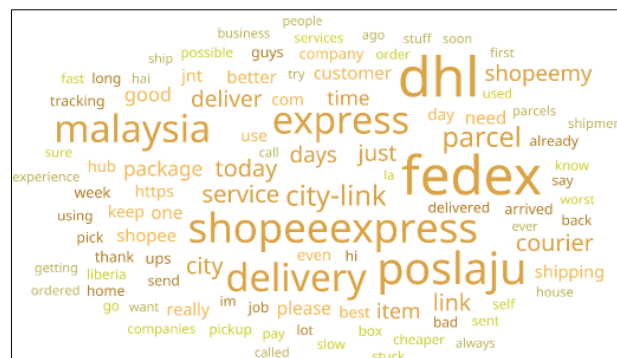 people
business services ago stuff soon
ship possible guys company order first
fast long hai jnt better try customer dhl shopeemy
tracking good deliver com time used
malaysia express day need parcels
use parcel already shipmen
sure call days just know
hub package today la fedex say
experience https service city-link worst
week delivered arrived
using keep one shopeeexpress ever back
pick shopee courier
thank ups city even hi
getting liberia delivery poslaju shipping
ordered home send house
go want really im job please best item link self
companies pickup pay lot box cheaper bad sent
called slow stuck always